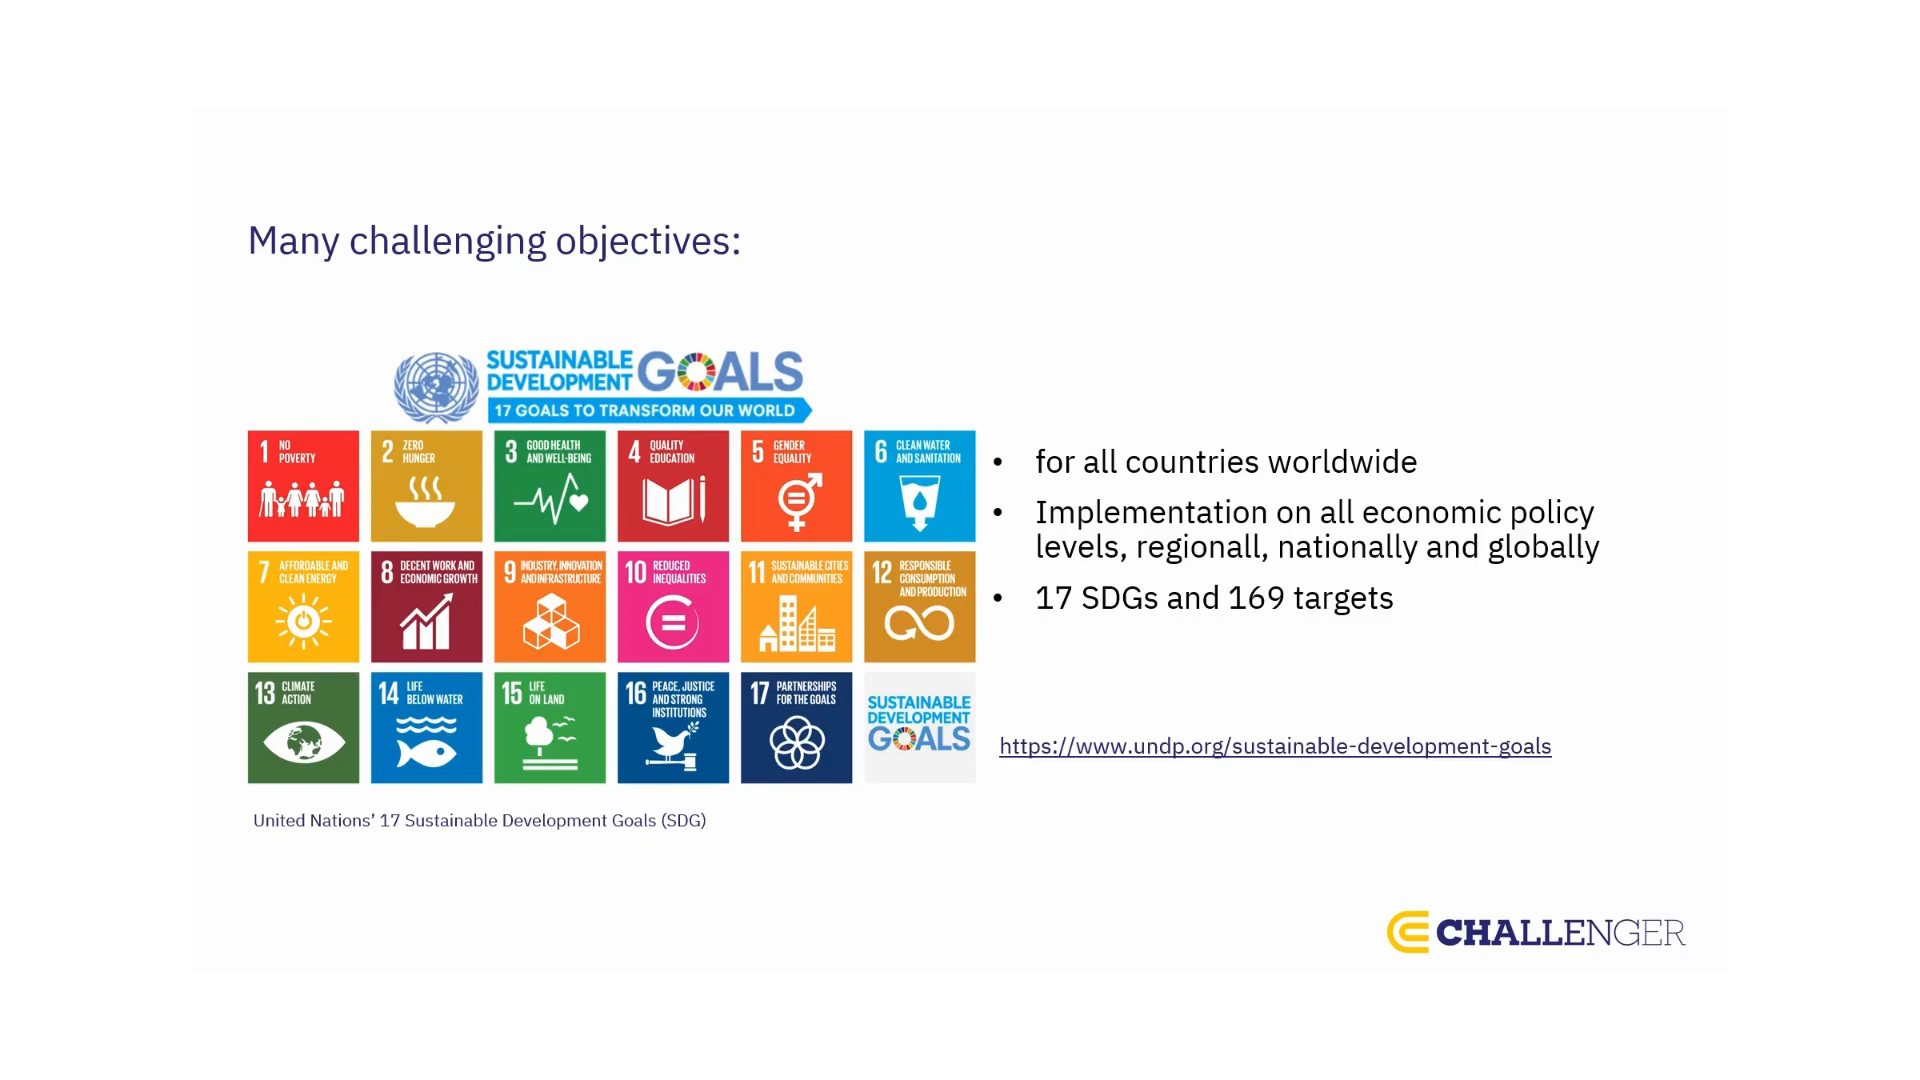 Many challenging objectives:
SUSTAINABLE
DEVELOPMENT
GOALS
17 GOALS TO TRANSFORM OUR WORLD
1 NO
POVERTY
2 ZERO
HUNGER
3 GOOD HEALTH
AND WELL-BEING
4 QUALITY
EDUCATION
5 GENDER
EQUALITY
6 CLEAN WATER
AND SANITATION
7 AFFORDABLE AND
CLEAN ENERGY
8 DECENT WORK AND
ECONOMIC GROWTH
9 INDUSTRY, INNOVATION
AND INFRASTRUCTURE
10 REDUCED
INEQUALITIES
11 SUSTAINABLE CITIES
AND COMMUNITIES
12 RESPONSIBLE
CONSUMPTION
AND PRODUCTION
13 CLIMATE
ACTION
14 LIFE
BELOW WATER
15 LIFE
ON LAND
16 PEACE, JUSTICE
AND STRONG
INSTITUTIONS
17 PARTNERSHIPS
FOR THE GOALS
SUSTAINABLE
DEVELOPMENT
GOALS
United Nations’ 17 Sustainable Development Goals (SDG)
• for all countries worldwide
• Implementation on all economic policy
levels, regionall, nationally and globally
• 17 SDGs and 169 targets
https://www.undp.org/sustainable-development-goals
CHALLENGER